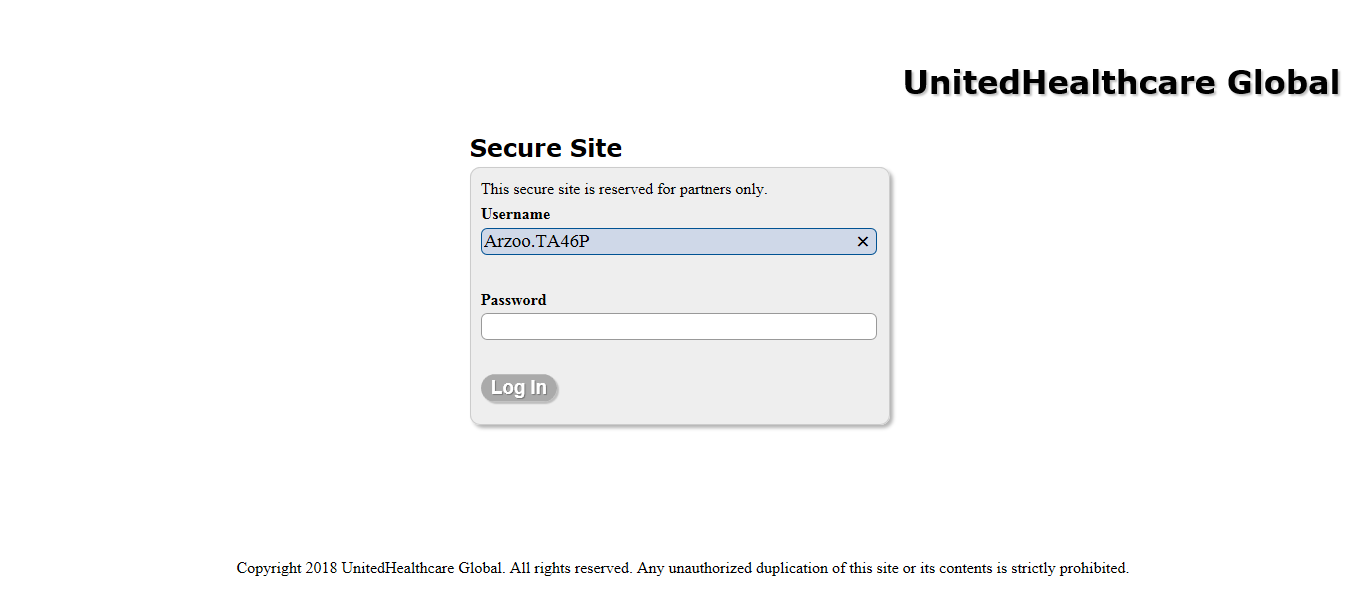 UnitedHealthcare Global
Secure Site
This secure site is reserved for partners only.
Username
Arzoo.TA46P ✕
Password
Log In
Copyright 2018 UnitedHealthcare Global. All rights reserved. Any unauthorized duplication of this site or its contents is strictly prohibited.